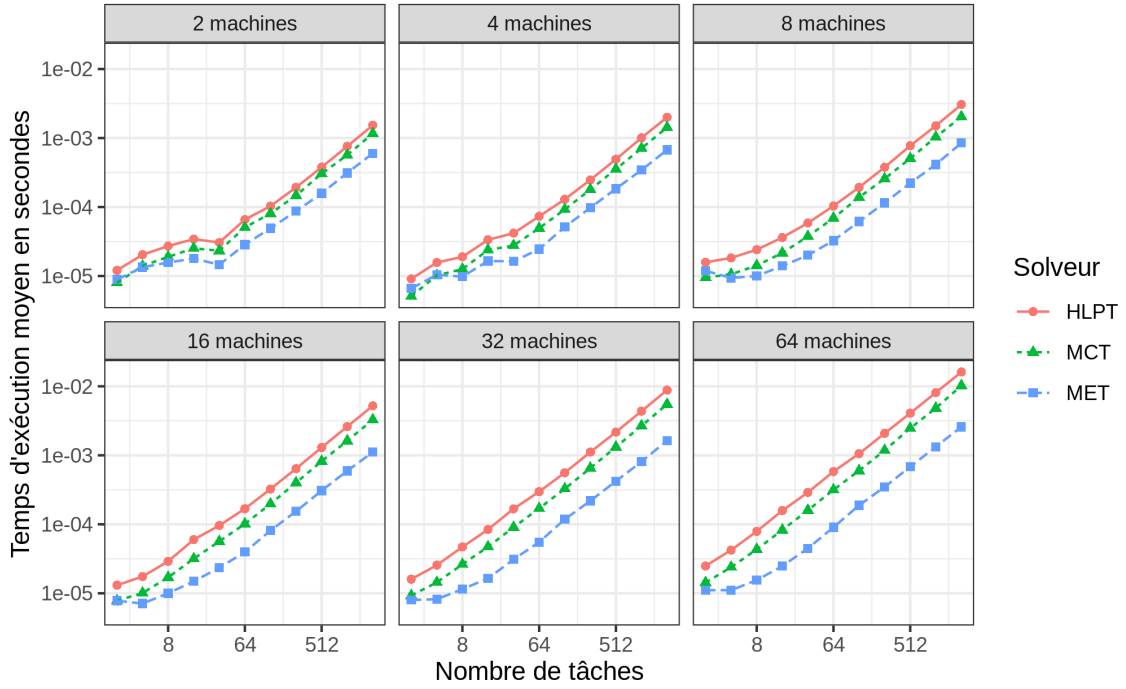 2 machines
4 machines
8 machines
1e-02
1e-03
1e-04
1e-05
16 machines
32 machines
64 machines
1e-02
1e-03
1e-04
1e-05
8
64
512
8
64
512
8
64
512
Nombre de tâches
Temps d'exécution moyen en secondes
Solveur
HLPT
MCT
MET